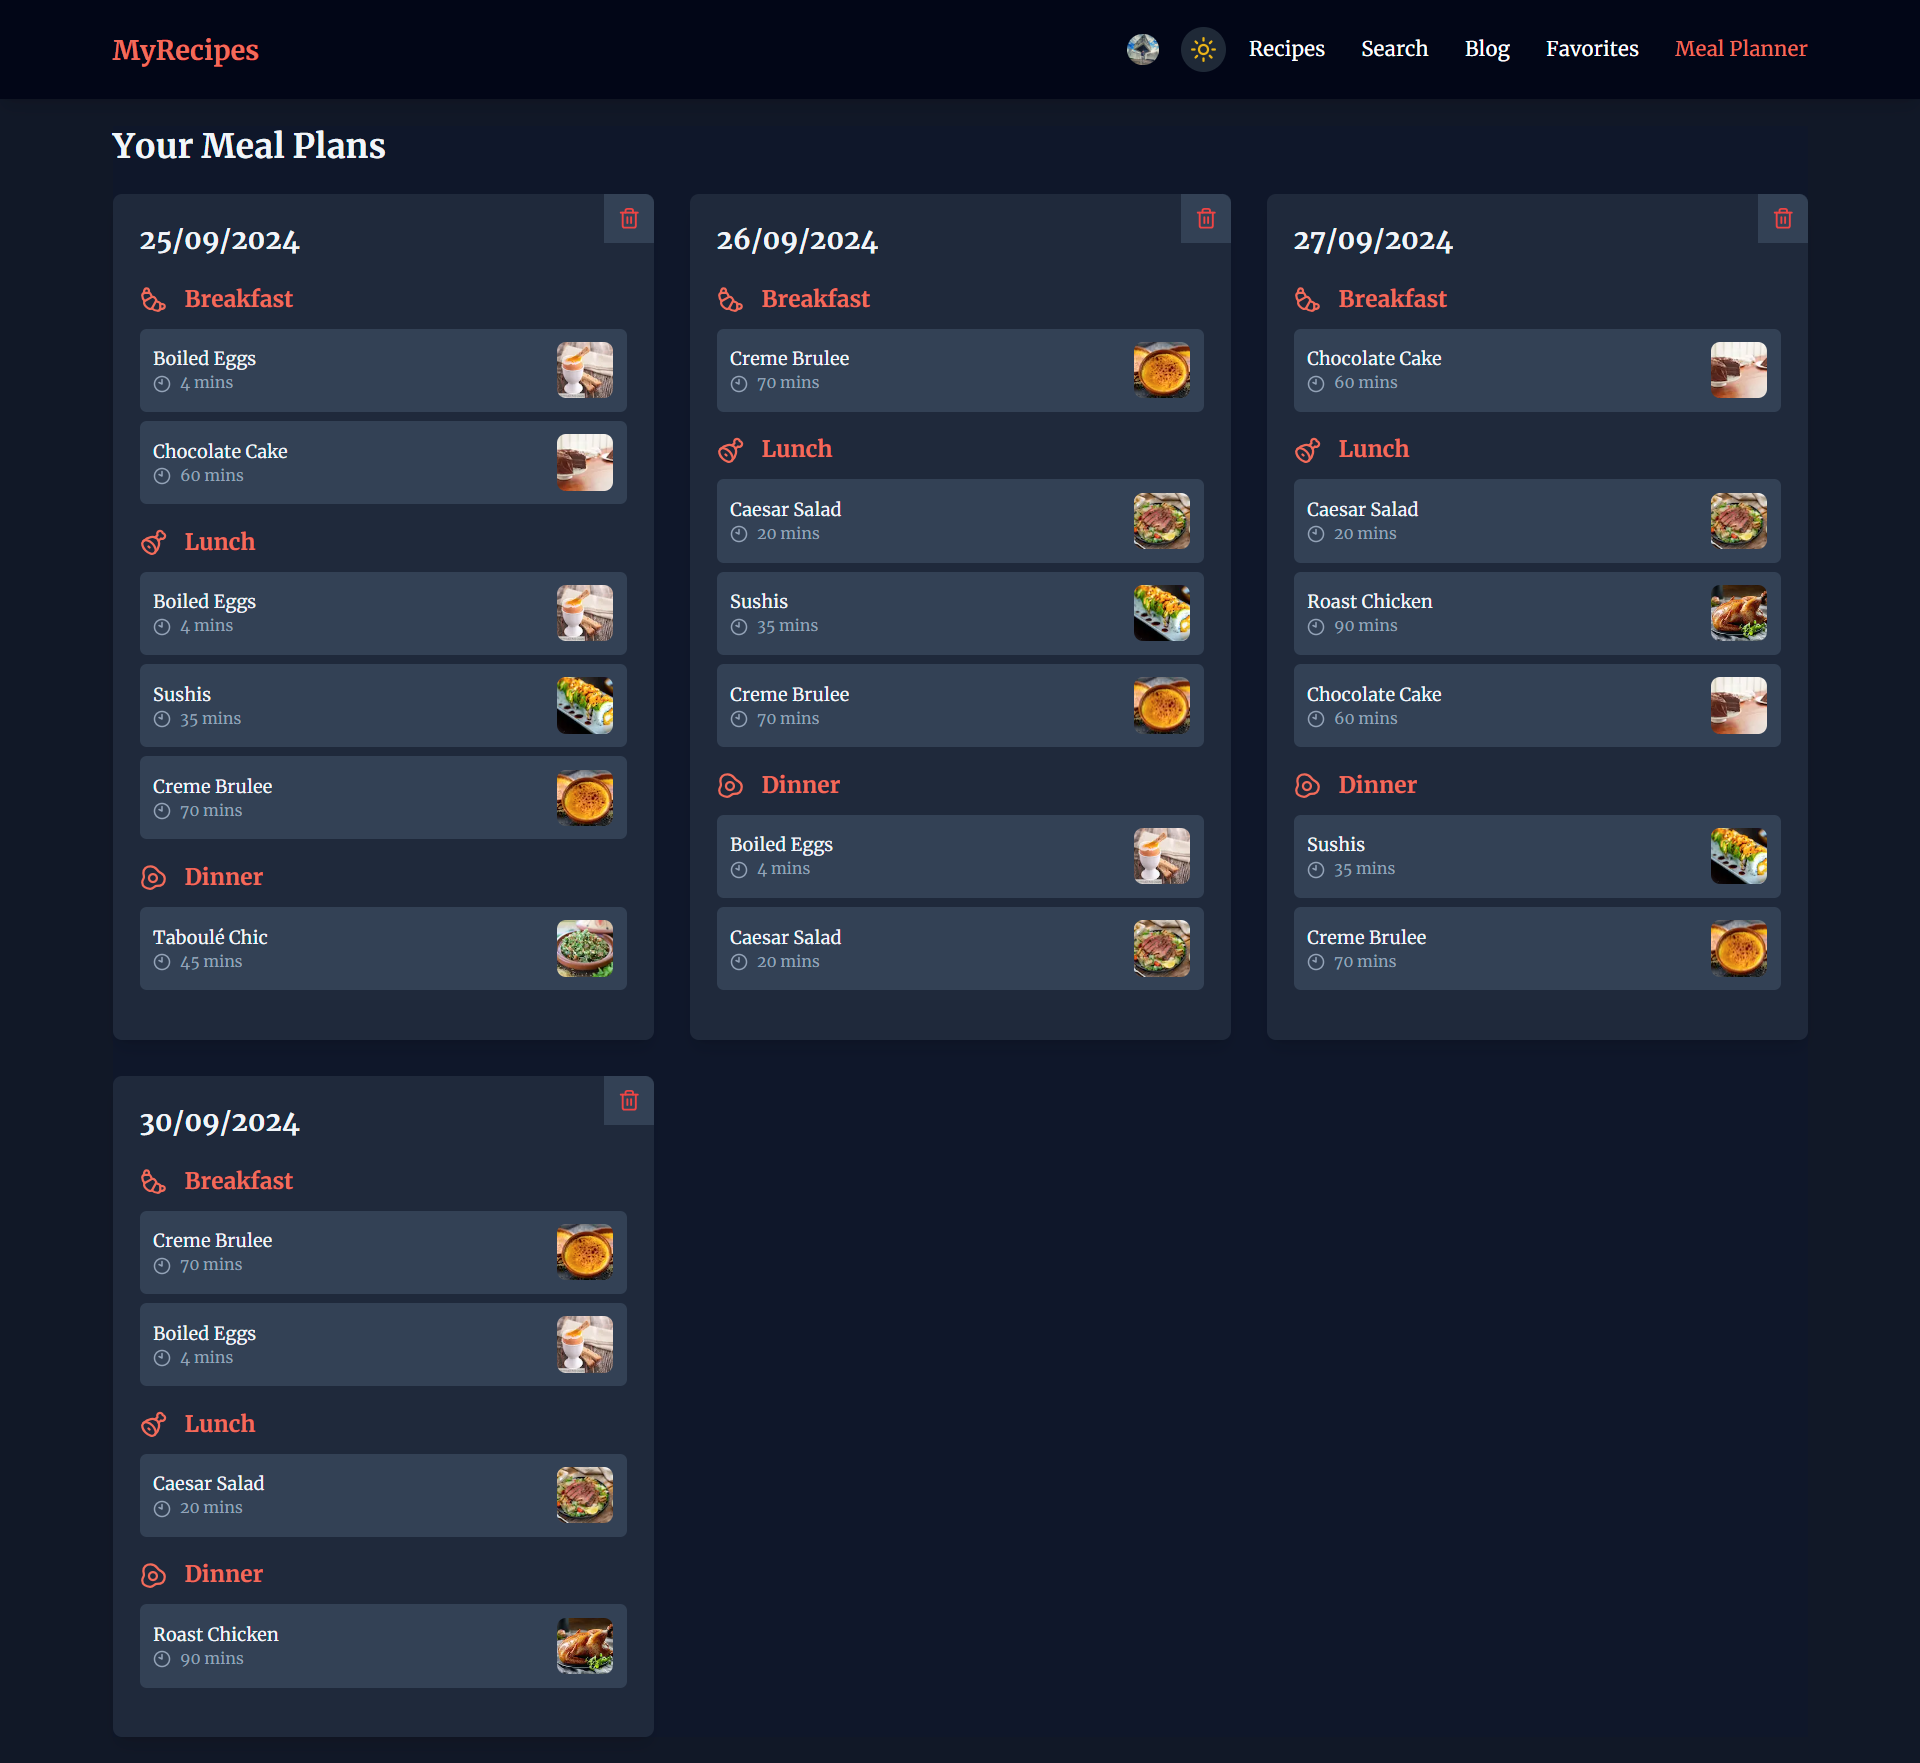 MyRecipes
Recipes Search Blog Favorites Meal Planner
Your Meal Plans
25/09/2024
Breakfast
Boiled Eggs
4 mins
Chocolate Cake
60 mins
Lunch
Boiled Eggs
4 mins
Sushis
35 mins
Creme Brulee
70 mins
Dinner
Taboulé Chic
45 mins
26/09/2024
Breakfast
Creme Brulee
70 mins
Lunch
Caesar Salad
20 mins
Sushis
35 mins
Creme Brulee
70 mins
Dinner
Boiled Eggs
4 mins
Caesar Salad
20 mins
27/09/2024
Breakfast
Chocolate Cake
60 mins
Lunch
Caesar Salad
20 mins
Roast Chicken
90 mins
Chocolate Cake
60 mins
Dinner
Sushis
35 mins
Creme Brulee
70 mins
30/09/2024
Breakfast
Creme Brulee
70 mins
Boiled Eggs
4 mins
Lunch
Caesar Salad
20 mins
Dinner
Roast Chicken
90 mins